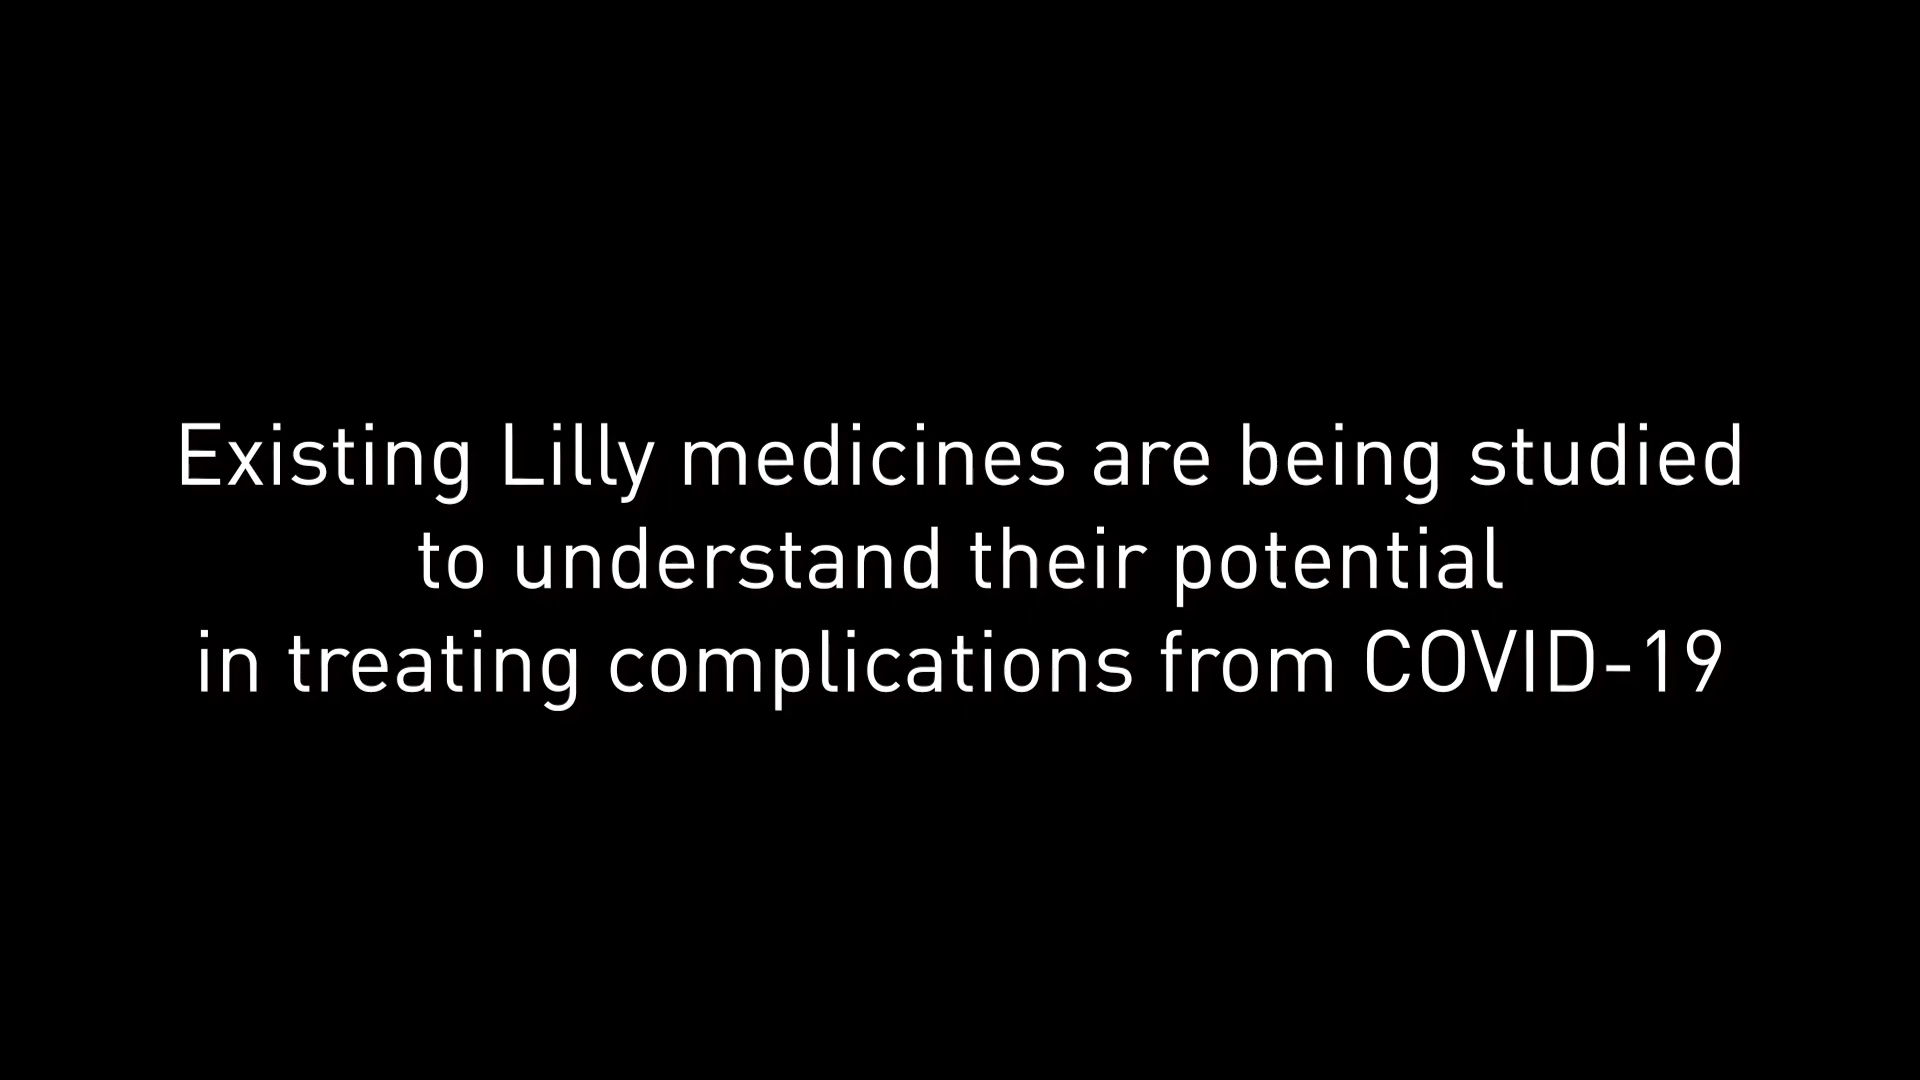 Existing Lilly medicines are being studied
to understand their potential
in treating complications from COVID-19